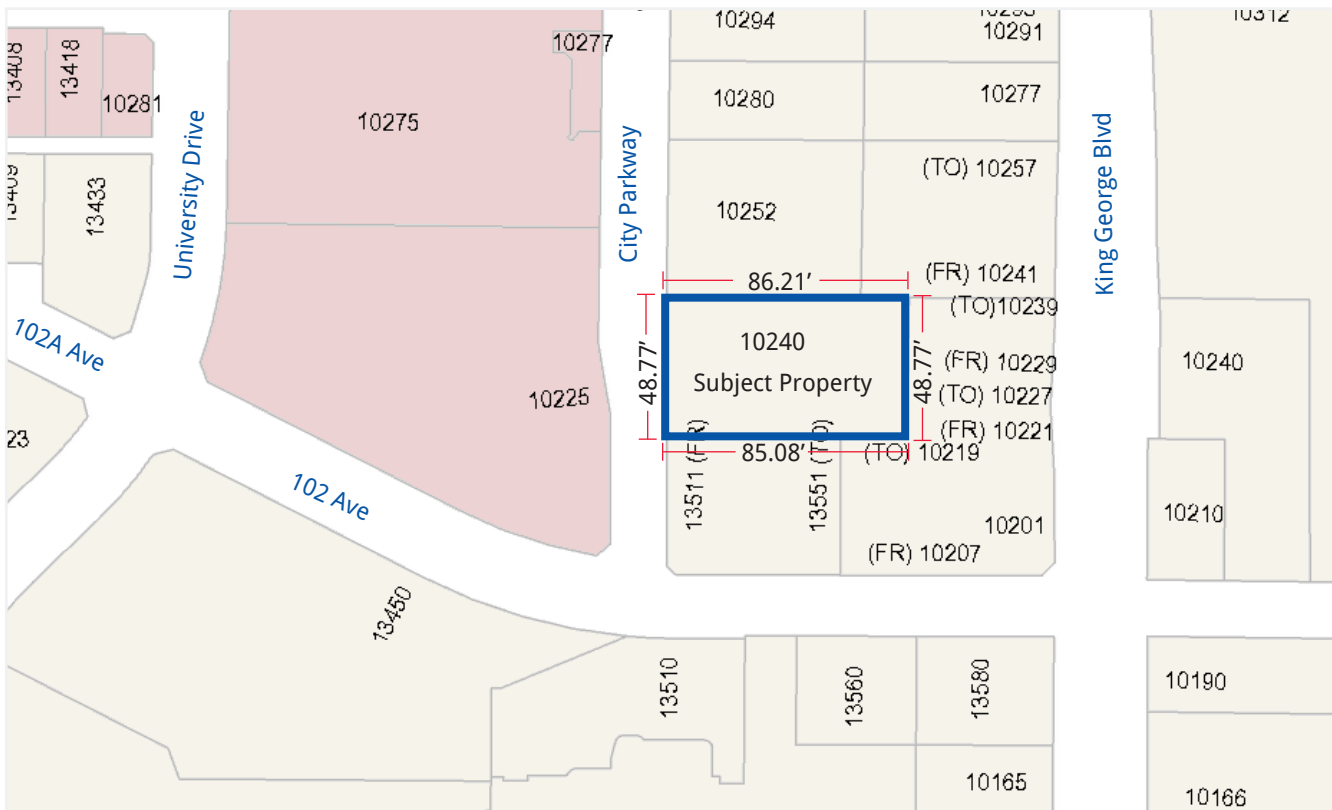 10294
10293
10291
10312
10277
13408
13418
10281
10275
10280
10277
University Drive
City Parkway
King George Blvd
(TO) 10257
13409
13433
10252
(FR) 10241
86.21'
(TO)10239
102A Ave
48.77'
10240
Subject Property
48.77'
(FR) 10229
10240
10225
(TO) 10227
23
(FR) 10221
13511 (FR)
85.08'
13551 (TO)
(TO) 10219
102 Ave
10201
10210
(FR) 10207
13450
13510
13560
13580
10190
10165
10166